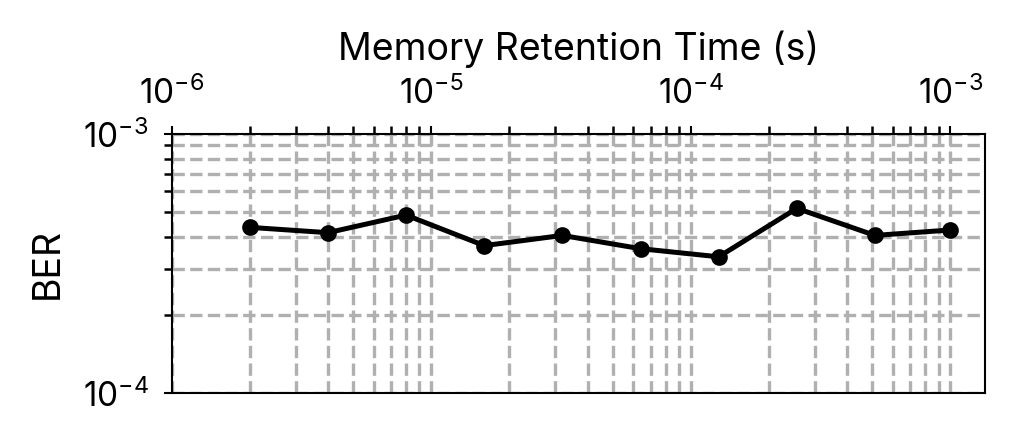 Memory Retention Time (s)
10⁻⁶ 10⁻⁵ 10⁻⁴ 10⁻³
10⁻³
BER
10⁻⁴